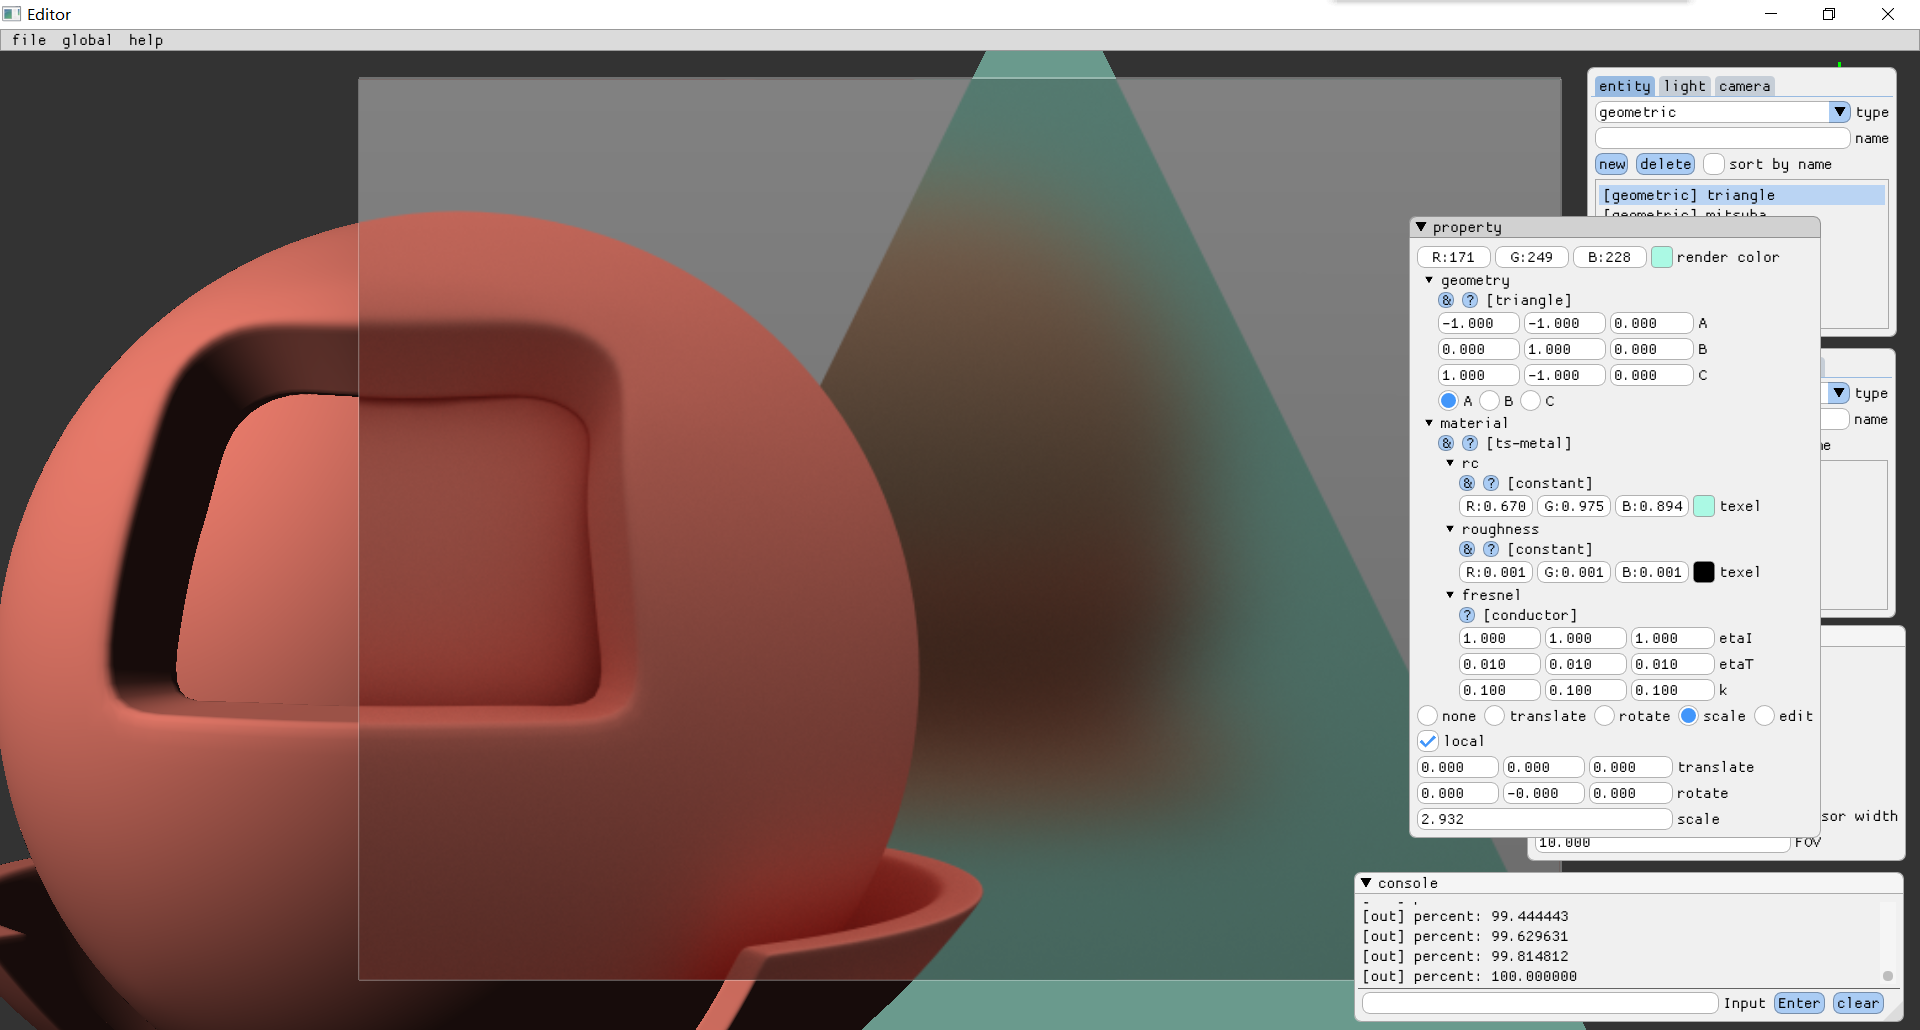 Editor
file global help
entity light camera
geometric type
name
new delete sort by name
[geometric] triangle
[geometric] mitsuba
property
R:171 G:249 B:228 render color
geometry
& ? [triangle]
-1.000 -1.000 0.000 A
0.000 1.000 0.000 B
1.000 -1.000 0.000 C
A B C
material
& ? [ts-metal]
rc
& ? [constant]
R:0.670 G:0.975 B:0.894 texel
roughness
& ? [constant]
R:0.001 G:0.001 B:0.001 texel
fresnel
? [conductor]
1.000 1.000 1.000 etaI
0.010 0.010 0.010 etaT
0.100 0.100 0.100 k
none translate rotate scale edit
local
0.000 0.000 0.000 translate
0.000 -0.000 0.000 rotate
2.932 scale
type
name
sor width
10.000 FOV
console
[out] percent: 99.444443
[out] percent: 99.629631
[out] percent: 99.814812
[out] percent: 100.000000
Input Enter clear